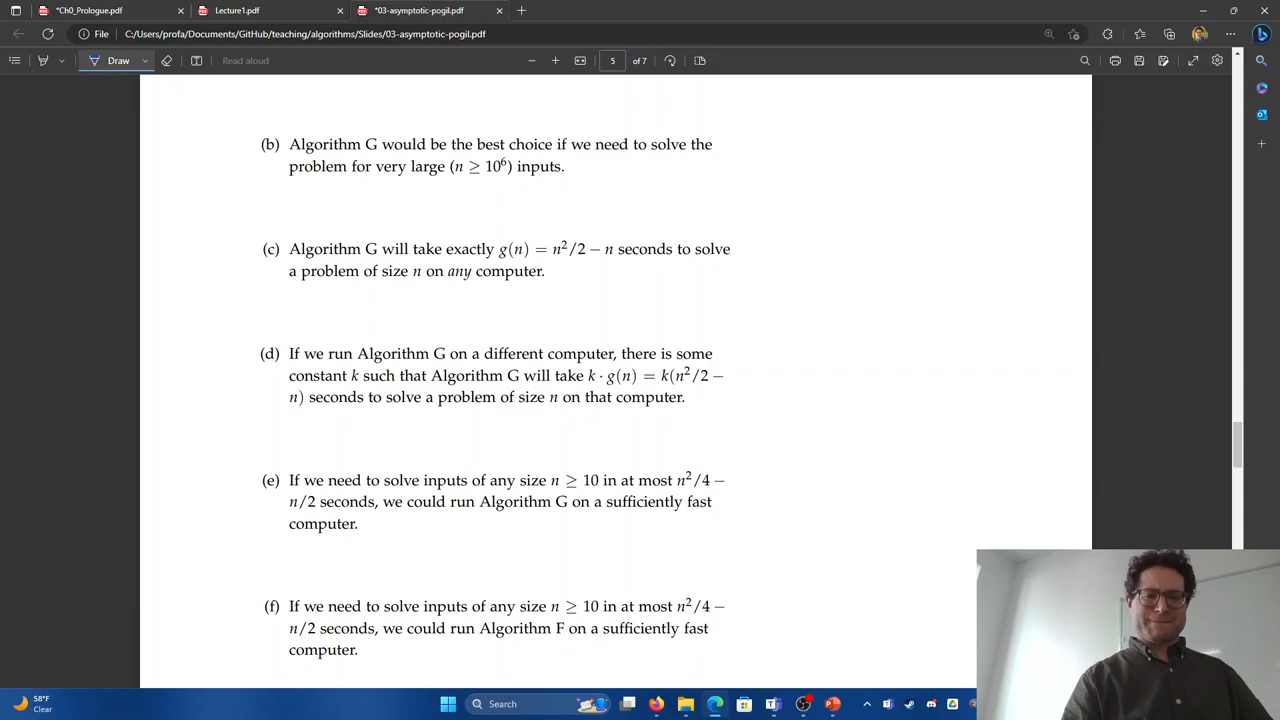 *Ch0_Prologue.pdf
Lecture1.pdf
*03-asymptotic-pogil.pdf
File
C:/Users/profa/Documents/GitHub/teaching/algorithms/Slides/03-asymptotic-pogil.pdf
Draw
Read aloud
5 of 7
(b) Algorithm G would be the best choice if we need to solve the
problem for very large (n ≥ 10⁶) inputs.
(c) Algorithm G will take exactly g(n) = n²/2 − n seconds to solve
a problem of size n on any computer.
(d) If we run Algorithm G on a different computer, there is some
constant k such that Algorithm G will take k · g(n) = k(n²/2 −
n) seconds to solve a problem of size n on that computer.
(e) If we need to solve inputs of any size n ≥ 10 in at most n²/4 −
n/2 seconds, we could run Algorithm G on a sufficiently fast
computer.
(f) If we need to solve inputs of any size n ≥ 10 in at most n²/4 −
n/2 seconds, we could run Algorithm F on a sufficiently fast
computer.
58°F
Clear
Search